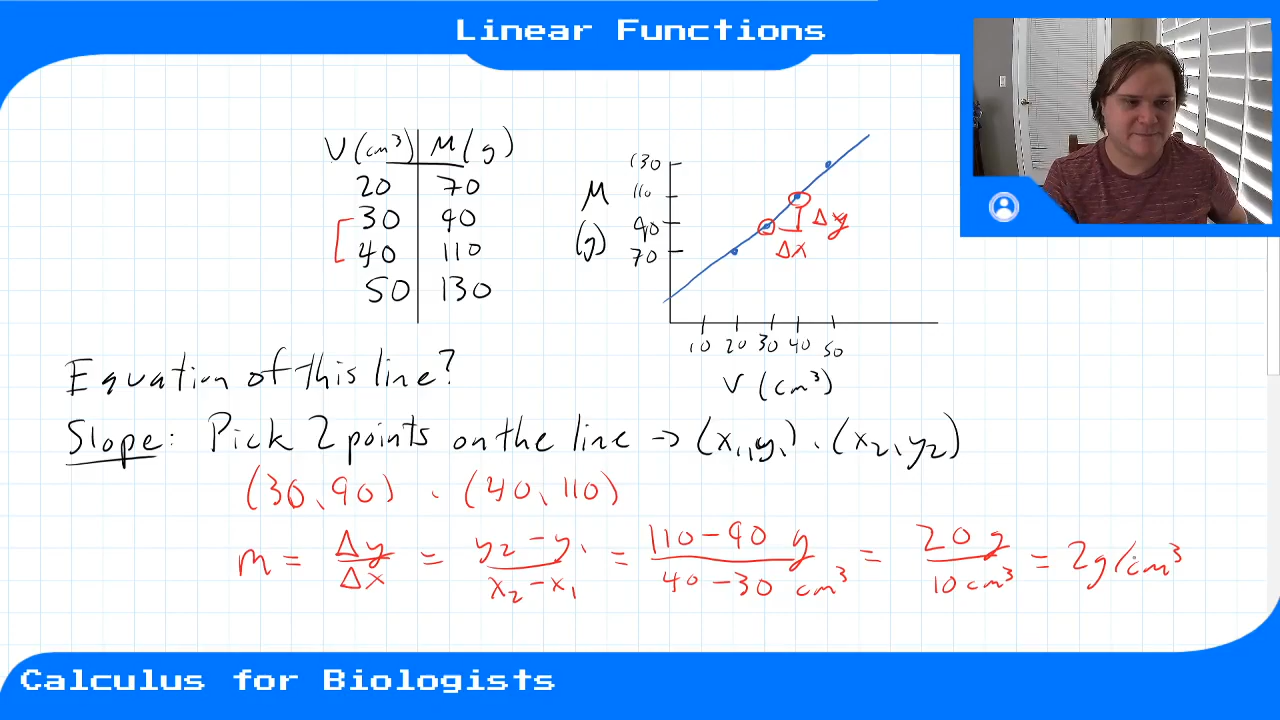 Linear Functions
V(cm³) M(g)
20 70
30 90
40 110
50 130
M
(g)
130
110
90
70
Δy
Δx
10 20 30 40 50
V (cm³)
Equation of this line?
Slope: Pick 2 points on the line → (x₁,y₁), (x₂,y₂)
(30,90), (40,110)
m = Δy/Δx = y₂-y₁/x₂-x₁ = 110-90 g/40-30 cm³ = 20 g/10 cm³ = 2g/cm³
Calculus for Biologists